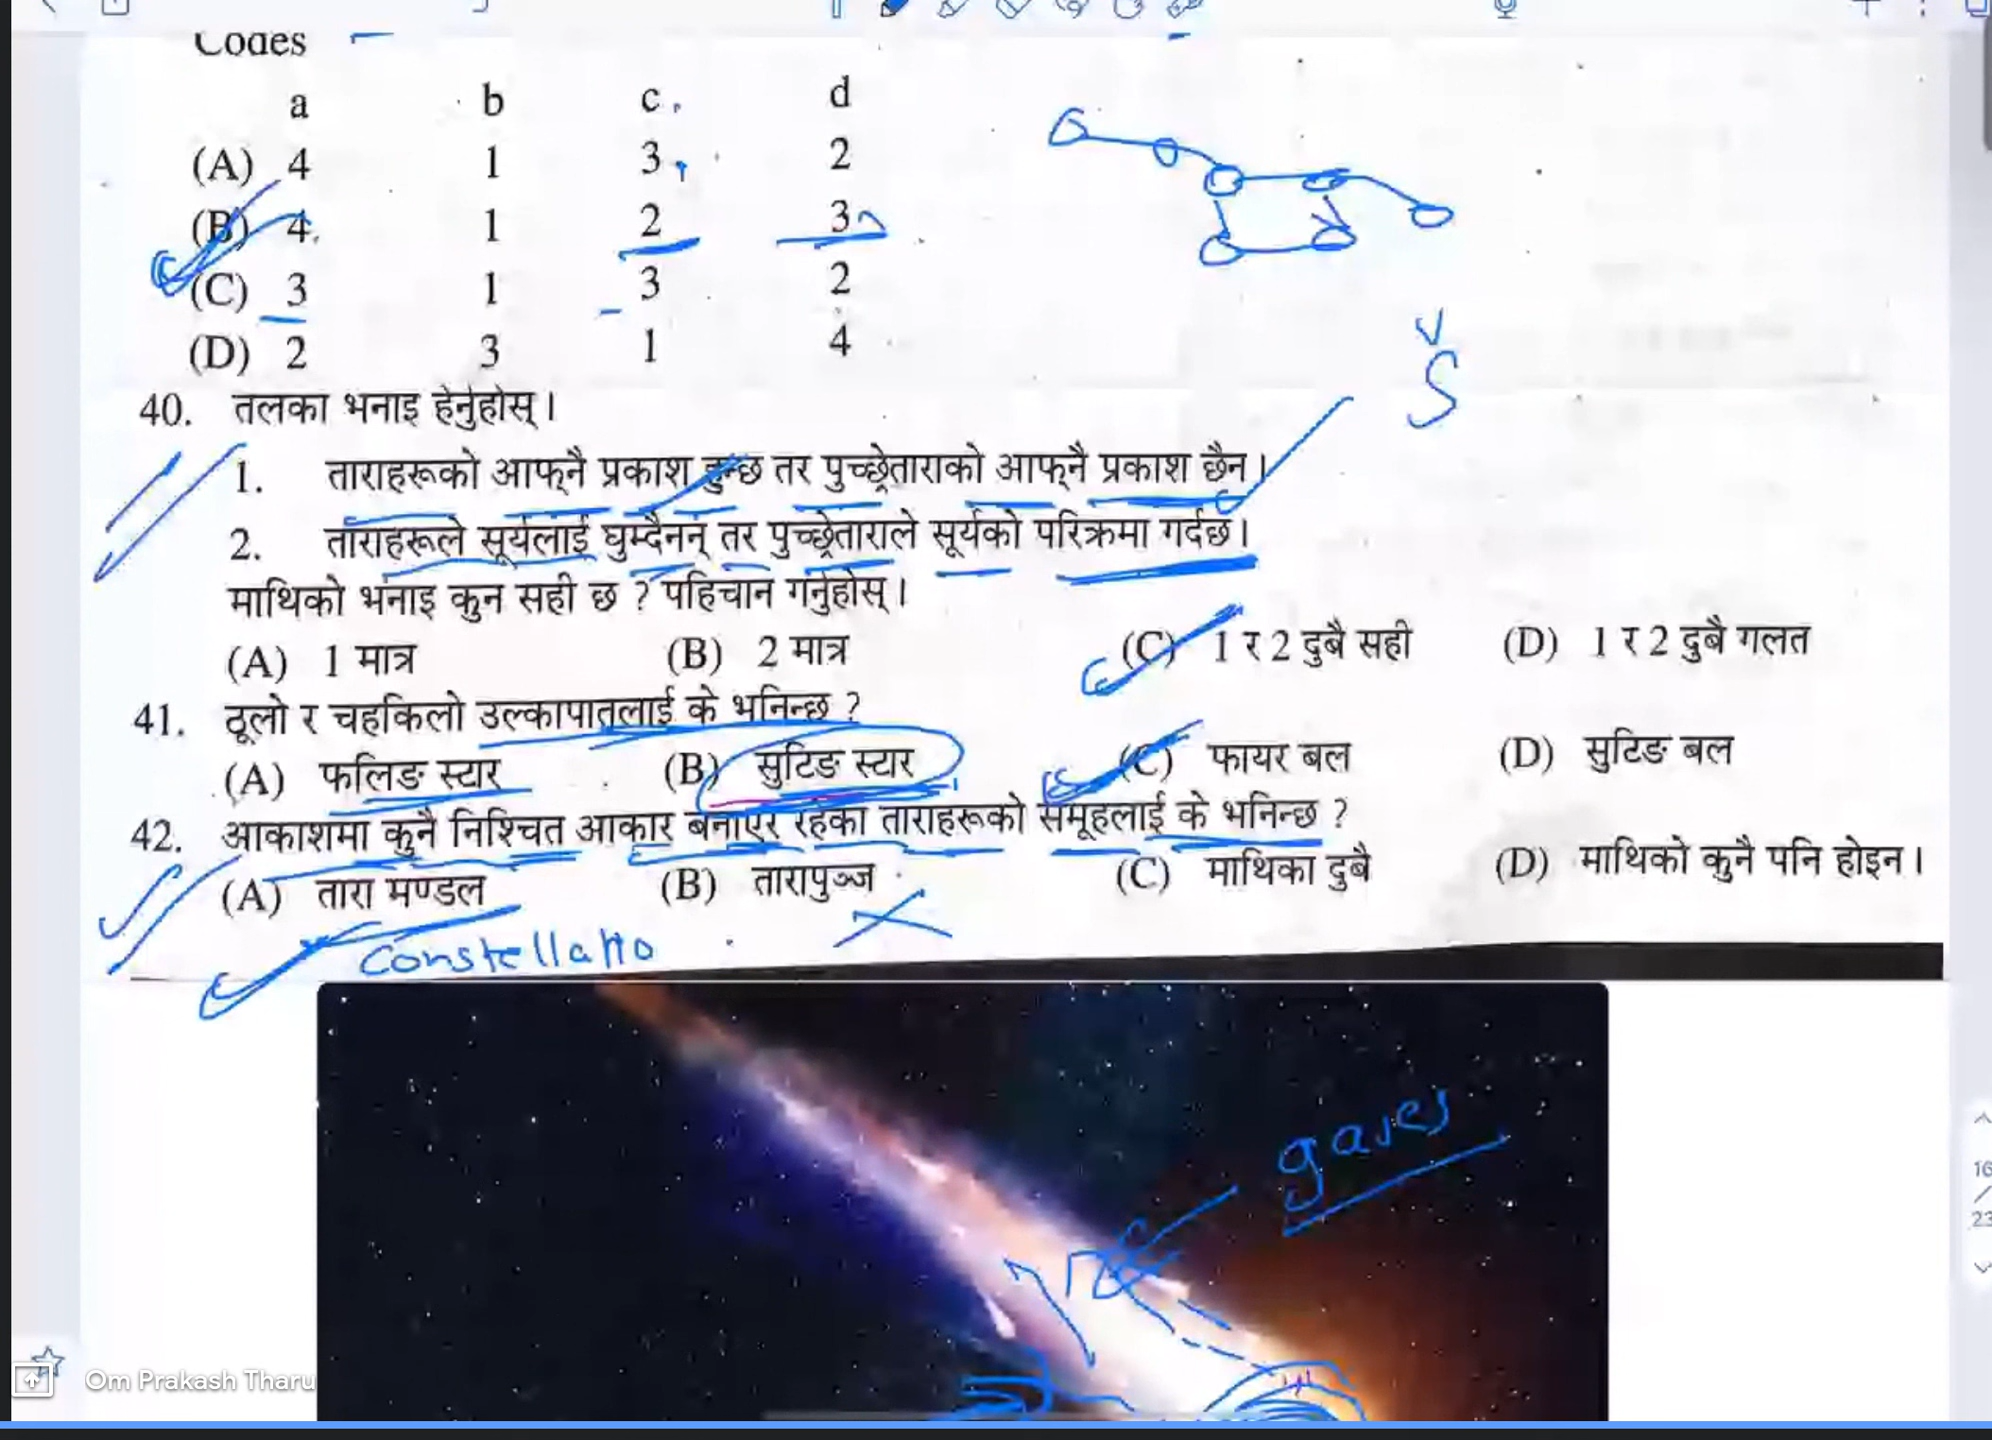 Codes
a b c d
(A) 4 1 3 2
(B) 4 1 2 3
(C) 3 1 3 2
(D) 2 3 1 4
V
S
40. तलका भनाइ हेर्नुहोस् ।
1. ताराहरूको आफ्नै प्रकाश हुन्छ तर पुच्छ्रेताराको आफ्नै प्रकाश छैन ।
2. ताराहरूले सूर्यलाई घुम्दैनन् तर पुच्छ्रेताराले सूर्यको परिक्रमा गर्दछ ।
माथिको भनाइ कुन सही छ ? पहिचान गर्नुहोस् ।
(A) 1 मात्र (B) 2 मात्र (C) 1 र 2 दुबै सही (D) 1 र 2 दुबै गलत
41. ठूलो र चहकिलो उल्कापातलाई के भनिन्छ ?
(A) फलिङ स्टार (B) सुटिङ स्टार (C) फायर बल (D) सुटिङ बल
42. आकाशमा कुनै निश्चित आकार बनाएर रहेका ताराहरूको समूहलाई के भनिन्छ ?
(A) तारा मण्डल (B) तारापुञ्ज (C) माथिका दुबै (D) माथिको कुनै पनि होइन ।
Constellatio
gases
16
/
23
Om Prakash Tharu